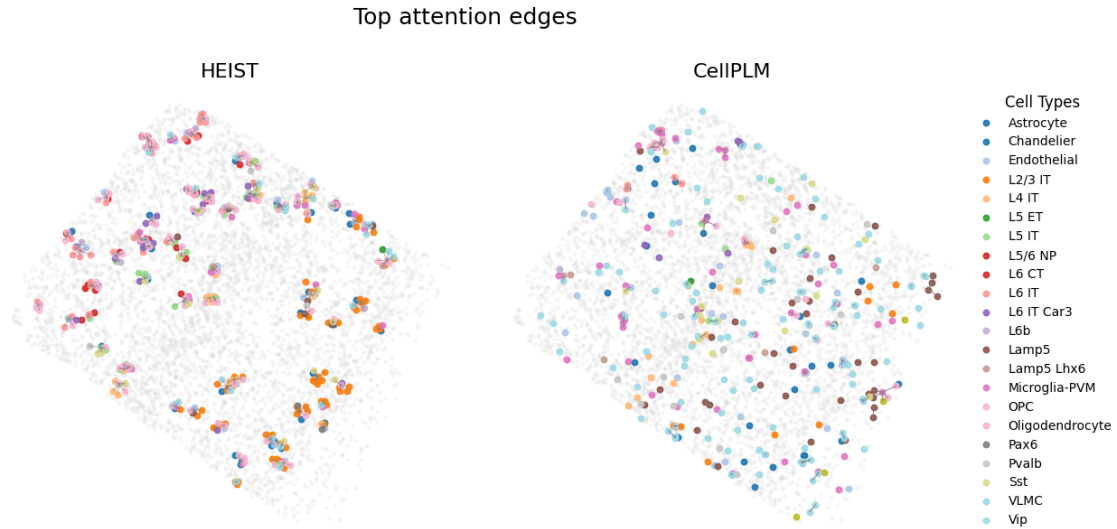 Top attention edges
HEIST
CellPLM
Cell Types
Astrocyte
Chandelier
Endothelial
L2/3 IT
L4 IT
L5 ET
L5 IT
L5/6 NP
L6 CT
L6 IT
L6 IT Car3
L6b
Lamp5
Lamp5 Lhx6
Microglia-PVM
OPC
Oligodendrocyte
Pax6
Pvalb
Sst
VLMC
Vip